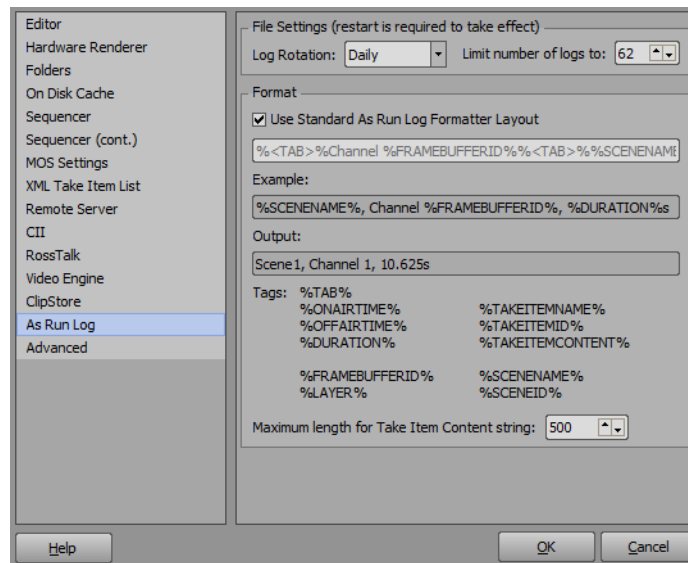 Editor
Hardware Renderer
Folders
On Disk Cache
Sequencer
Sequencer (cont.)
MOS Settings
XML Take Item List
Remote Server
CII
RossTalk
Video Engine
ClipStore
As Run Log
Advanced
File Settings (restart is required to take effect)
Log Rotation: Daily Limit number of logs to: 62
Format
Use Standard As Run Log Formatter Layout
%<TAB>%Channel %FRAMEBUFFERID%%<TAB>%%SCENENAME
Example:
%SCENENAME%, Channel %FRAMEBUFFERID%, %DURATION%s
Output:
Scene1, Channel 1, 10.625s
Tags: %TAB%
%ONAIRTIME% %TAKEITEMNAME%
%OFFAIRTIME% %TAKEITEMID%
%DURATION% %TAKEITEMCONTENT%
%FRAMEBUFFERID% %SCENENAME%
%LAYER% %SCENEID%
Maximum length for Take Item Content string: 500
Help OK Cancel